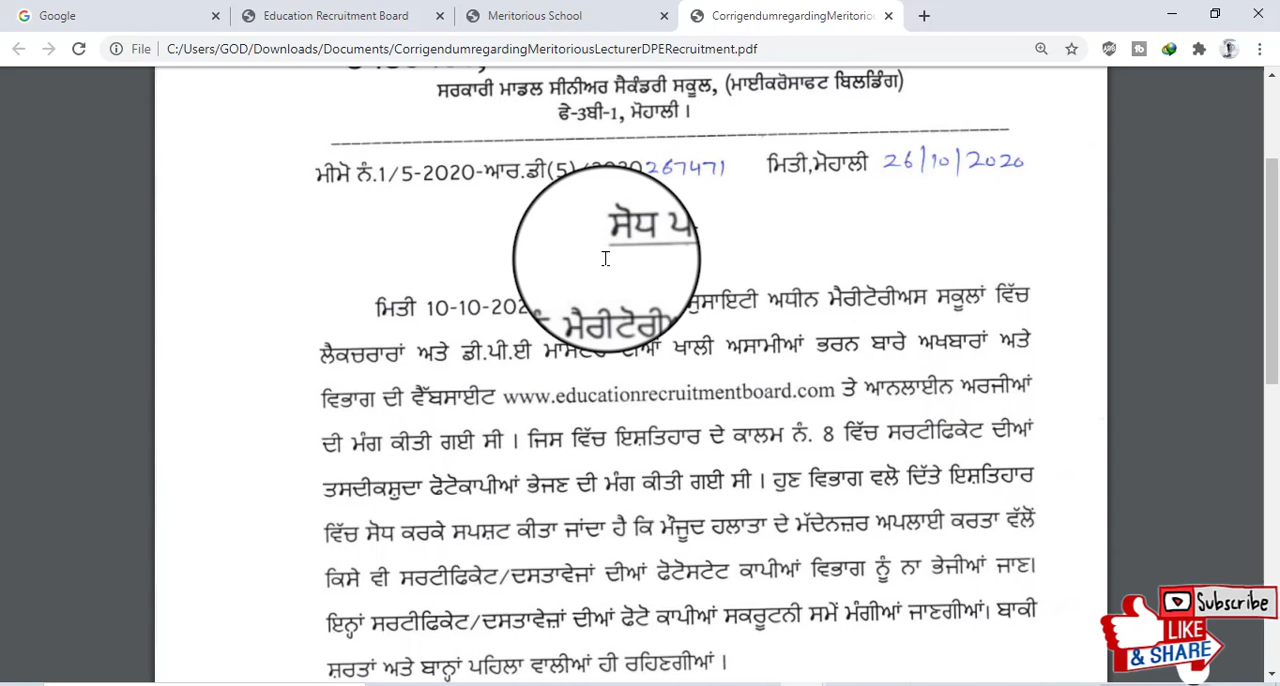 Google
Education Recruitment Board
Meritorious School
CorrigendumregardingMeritorio
File
C:/Users/GOD/Downloads/Documents/CorrigendumregardingMeritoriousLecturerDPERecruitment.pdf
ਸਰਕਾਰੀ ਮਾਡਲ ਸੀਨੀਅਰ ਸੈਕੰਡਰੀ ਸਕੂਲ, (ਮਾਈਕਰੋਸਾਫਟ ਬਿਲਡਿੰਗ)
ਫੇ-3ਬੀ-1, ਮੋਹਾਲੀ ।
ਮੀਮੋ ਨੰ.1/5-2020-ਆਰ.ਡੀ(5) /2020267471 ਮਿਤੀ,ਮੋਹਾਲੀ 26/10/2020
ਸੋਧ ਪ
ਮਿਤੀ 10-10-202 ਮੈਰੀਟੋਰੀਅ ਸੁਸਾਇਟੀ ਅਧੀਨ ਮੈਰੀਟੋਰੀਅਸ ਸਕੂਲਾਂ ਵਿੱਚ
ਲੈਕਚਰਾਰਾਂ ਅਤੇ ਡੀ.ਪੀ.ਈ ਮਾਸਟਰ ਦੀਆਂ ਖਾਲੀ ਅਸਾਮੀਆਂ ਭਰਨ ਬਾਰੇ ਅਖਬਾਰਾਂ ਅਤੇ
ਵਿਭਾਗ ਦੀ ਵੈੱਬਸਾਈਟ www.educationrecruitmentboard.com ਤੇ ਆਨਲਾਈਨ ਅਰਜੀਆਂ
ਦੀ ਮੰਗ ਕੀਤੀ ਗਈ ਸੀ । ਜਿਸ ਵਿੱਚ ਇਸ਼ਤਿਹਾਰ ਦੇ ਕਾਲਮ ਨੰ. 8 ਵਿੱਚ ਸਰਟੀਫਿਕੇਟ ਦੀਆਂ
ਤਸਦੀਕਸ਼ੁਦਾ ਫੋਟੋਕਾਪੀਆਂ ਭੇਜਣ ਦੀ ਮੰਗ ਕੀਤੀ ਗਈ ਸੀ । ਹੁਣ ਵਿਭਾਗ ਵਲੋ ਦਿੱਤੇ ਇਸ਼ਤਿਹਾਰ
ਵਿੱਚ ਸੋਧ ਕਰਕੇ ਸਪਸ਼ਟ ਕੀਤਾ ਜਾਂਦਾ ਹੈ ਕਿ ਮੌਜੂਦ ਹਲਾਤਾ ਦੇ ਮੱਦੇਨਜ਼ਰ ਅਪਲਾਈ ਕਰਤਾ ਵੱਲੋਂ
ਕਿਸੇ ਵੀ ਸਰਟੀਫਿਕੇਟ/ਦਸਤਾਵੇਜਾਂ ਦੀਆਂ ਫੋਟੋਸਟੇਟ ਕਾਪੀਆਂ ਵਿਭਾਗ ਨੂੰ ਨਾ ਭੇਜੀਆਂ ਜਾਣ।
ਇਨ੍ਹਾਂ ਸਰਟੀਫਿਕੇਟ/ਦਸਤਾਵੇਜ਼ਾਂ ਦੀਆਂ ਫੋਟੋ ਕਾਪੀਆਂ ਸਕਰੂਟਨੀ ਸਮੇਂ ਮੰਗੀਆਂ ਜਾਣਗੀਆਂ। ਬਾਕੀ
ਸ਼ਰਤਾਂ ਅਤੇ ਬਾਨ੍ਹਾਂ ਪਹਿਲਾ ਵਾਲੀਆਂ ਹੀ ਰਹਿਣਗੀਆਂ ।
Subscribe
LIKE
& SHARE